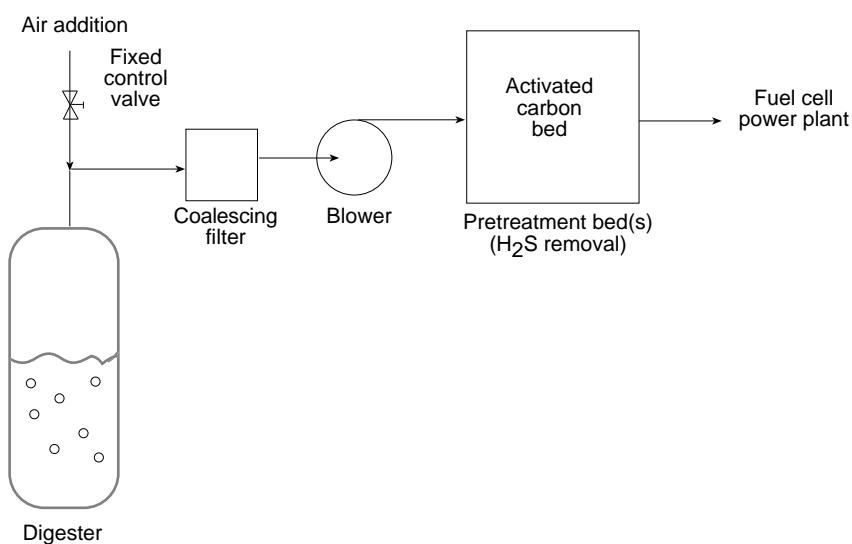 Air addition
Fixed
control
valve
Activated
carbon
bed
Fuel cell
power plant
Coalescing
filter
Blower
Pretreatment bed(s)
(H2S removal)
Digester